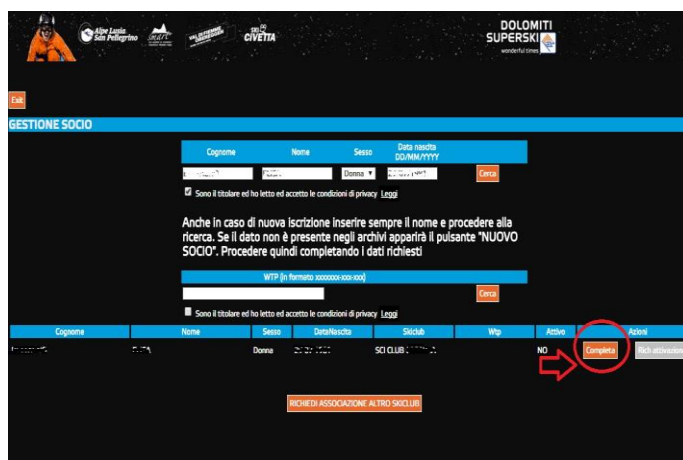 Alpe Lusia
San Pellegrino
VAL DI FIEMME
OBEREGGEN
SKI
CIVETTA
DOLOMITI
SUPERSKI
wonderful times
Exit
GESTIONE SOCIO
Cognome Nome Sesso Data nascita
DD/MM/YYYY
Donna Cerca
Sono il titolare ed ho letto ed accetto le condizioni di privacy Leggi
Anche in caso di nuova iscrizione inserire sempre il nome e procedere alla
ricerca. Se il dato non è presente negli archivi apparirà il pulsante "NUOVO
SOCIO". Procedere quindi completando i dati richiesti
WTP (in formato xxxxxxxx-xxx-xxx)
Cerca
Sono il titolare ed ho letto ed accetto le condizioni di privacy Leggi
Cognome Nome Sesso DataNascita Skiclub Wtp Attivo Azioni
Donna SCI CLUB NO Completa Rich attivazion
RICHIEDI ASSOCIAZIONE ALTRO SKICLUB